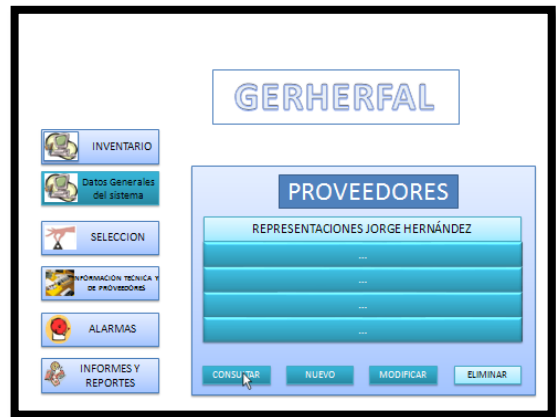 GERHERFAL
INVENTARIO
Datos Generales
del sistema
SELECCION
INFORMACIÓN TECNICA Y
DE PROVEEDORES
ALARMAS
INFORMES Y
REPORTES
PROVEEDORES
REPRESENTACIONES JORGE HERNÁNDEZ
...
...
...
...
CONSULTAR
NUEVO
MODIFICAR
ELIMINAR